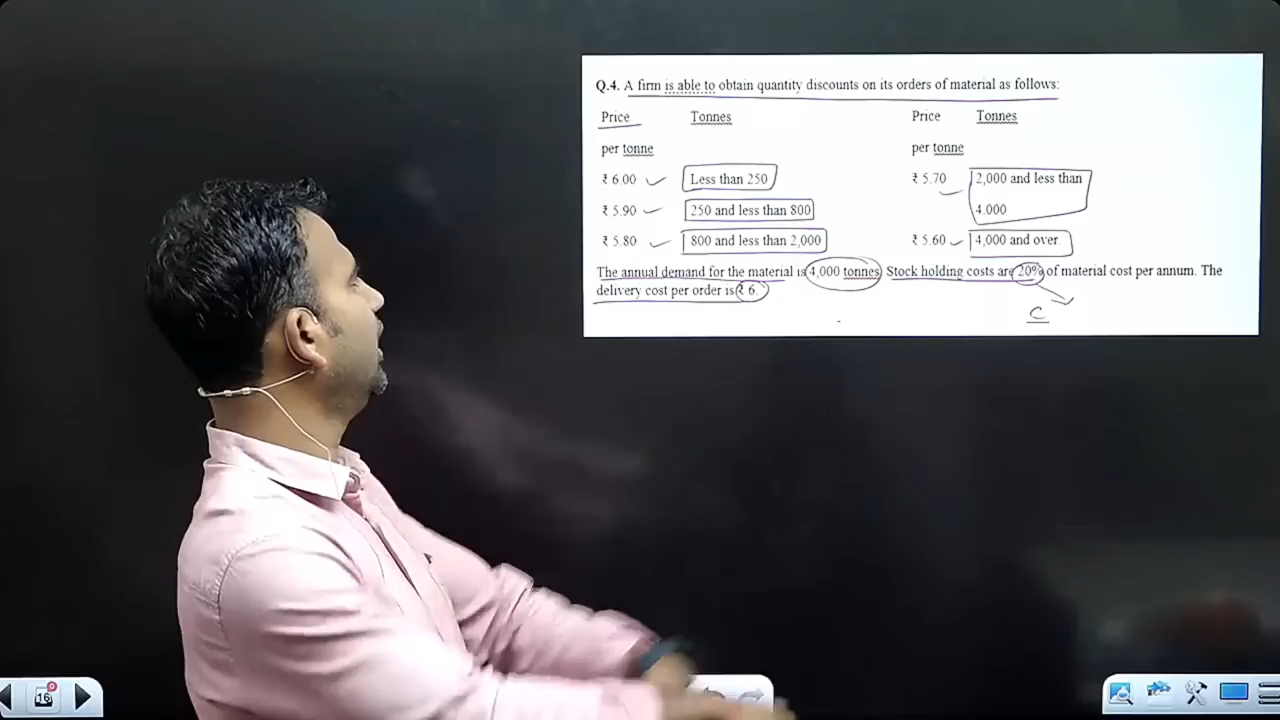 Q.4. A firm is able to obtain quantity discounts on its orders of material as follows:
Price Tonnes Price Tonnes
per tonne per tonne
₹ 6.00 Less than 250 ₹ 5.70 2,000 and less than
₹ 5.90 250 and less than 800 4.000
₹ 5.80 800 and less than 2,000 ₹ 5.60 4,000 and over.
The annual demand for the material is 4,000 tonnes. Stock holding costs are 20% of material cost per annum. The
delivery cost per order is ₹ 6.
C
16
0